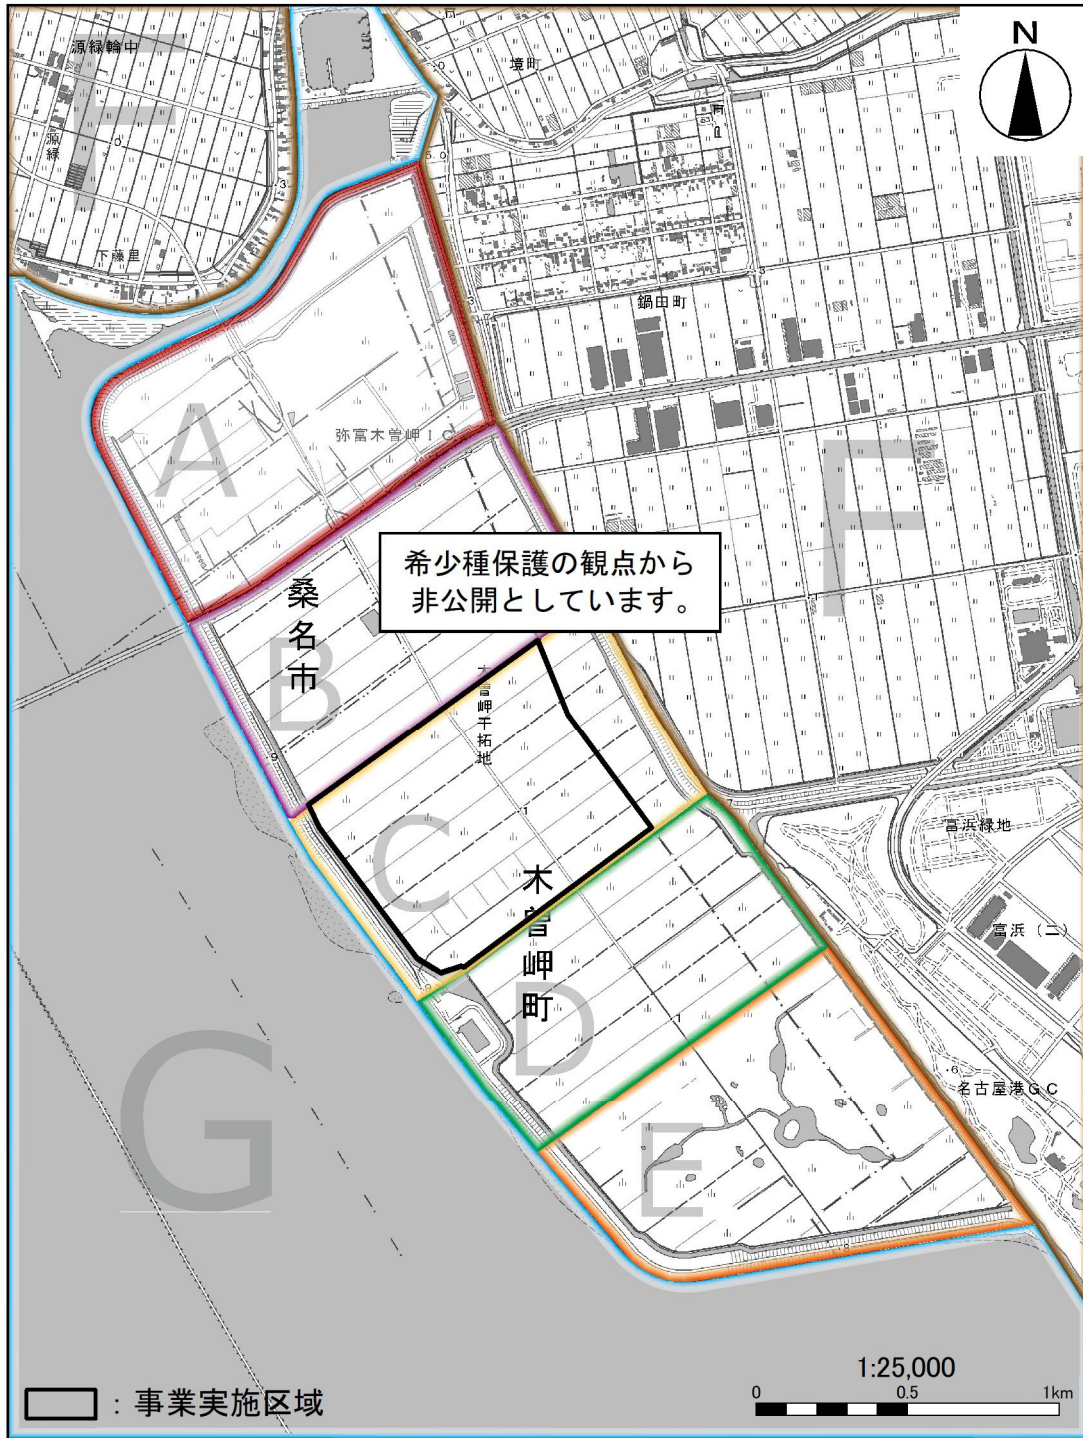 N
源緑輪中
境町
源緑
F
下藤里
鍋田町
A
弥富木曽岬IC
F
希少種保護の観点から
非公開としています。
桑名市
B
木曽岬干拓地
C
富浜緑地
木曽岬町
富浜(二)
D
G
名古屋港GC
E
1:25,000
0 0.5 1km
:事業実施区域